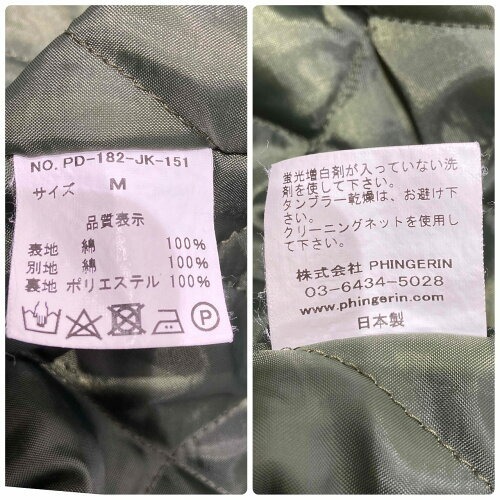 NO. PD-182-JK-151
サイズ M
品質表示
表地 綿 100%
別地 綿 100%
裏地 ポリエステル 100%
P
蛍光増白剤が入っていない洗
剤を使して下さい。
タンブラー乾燥は、お避け下
クリーニングネットを使用し
て下さい。
株式会社 PHINGERIN
03-6434-5028
www.phingerin.com
日本製